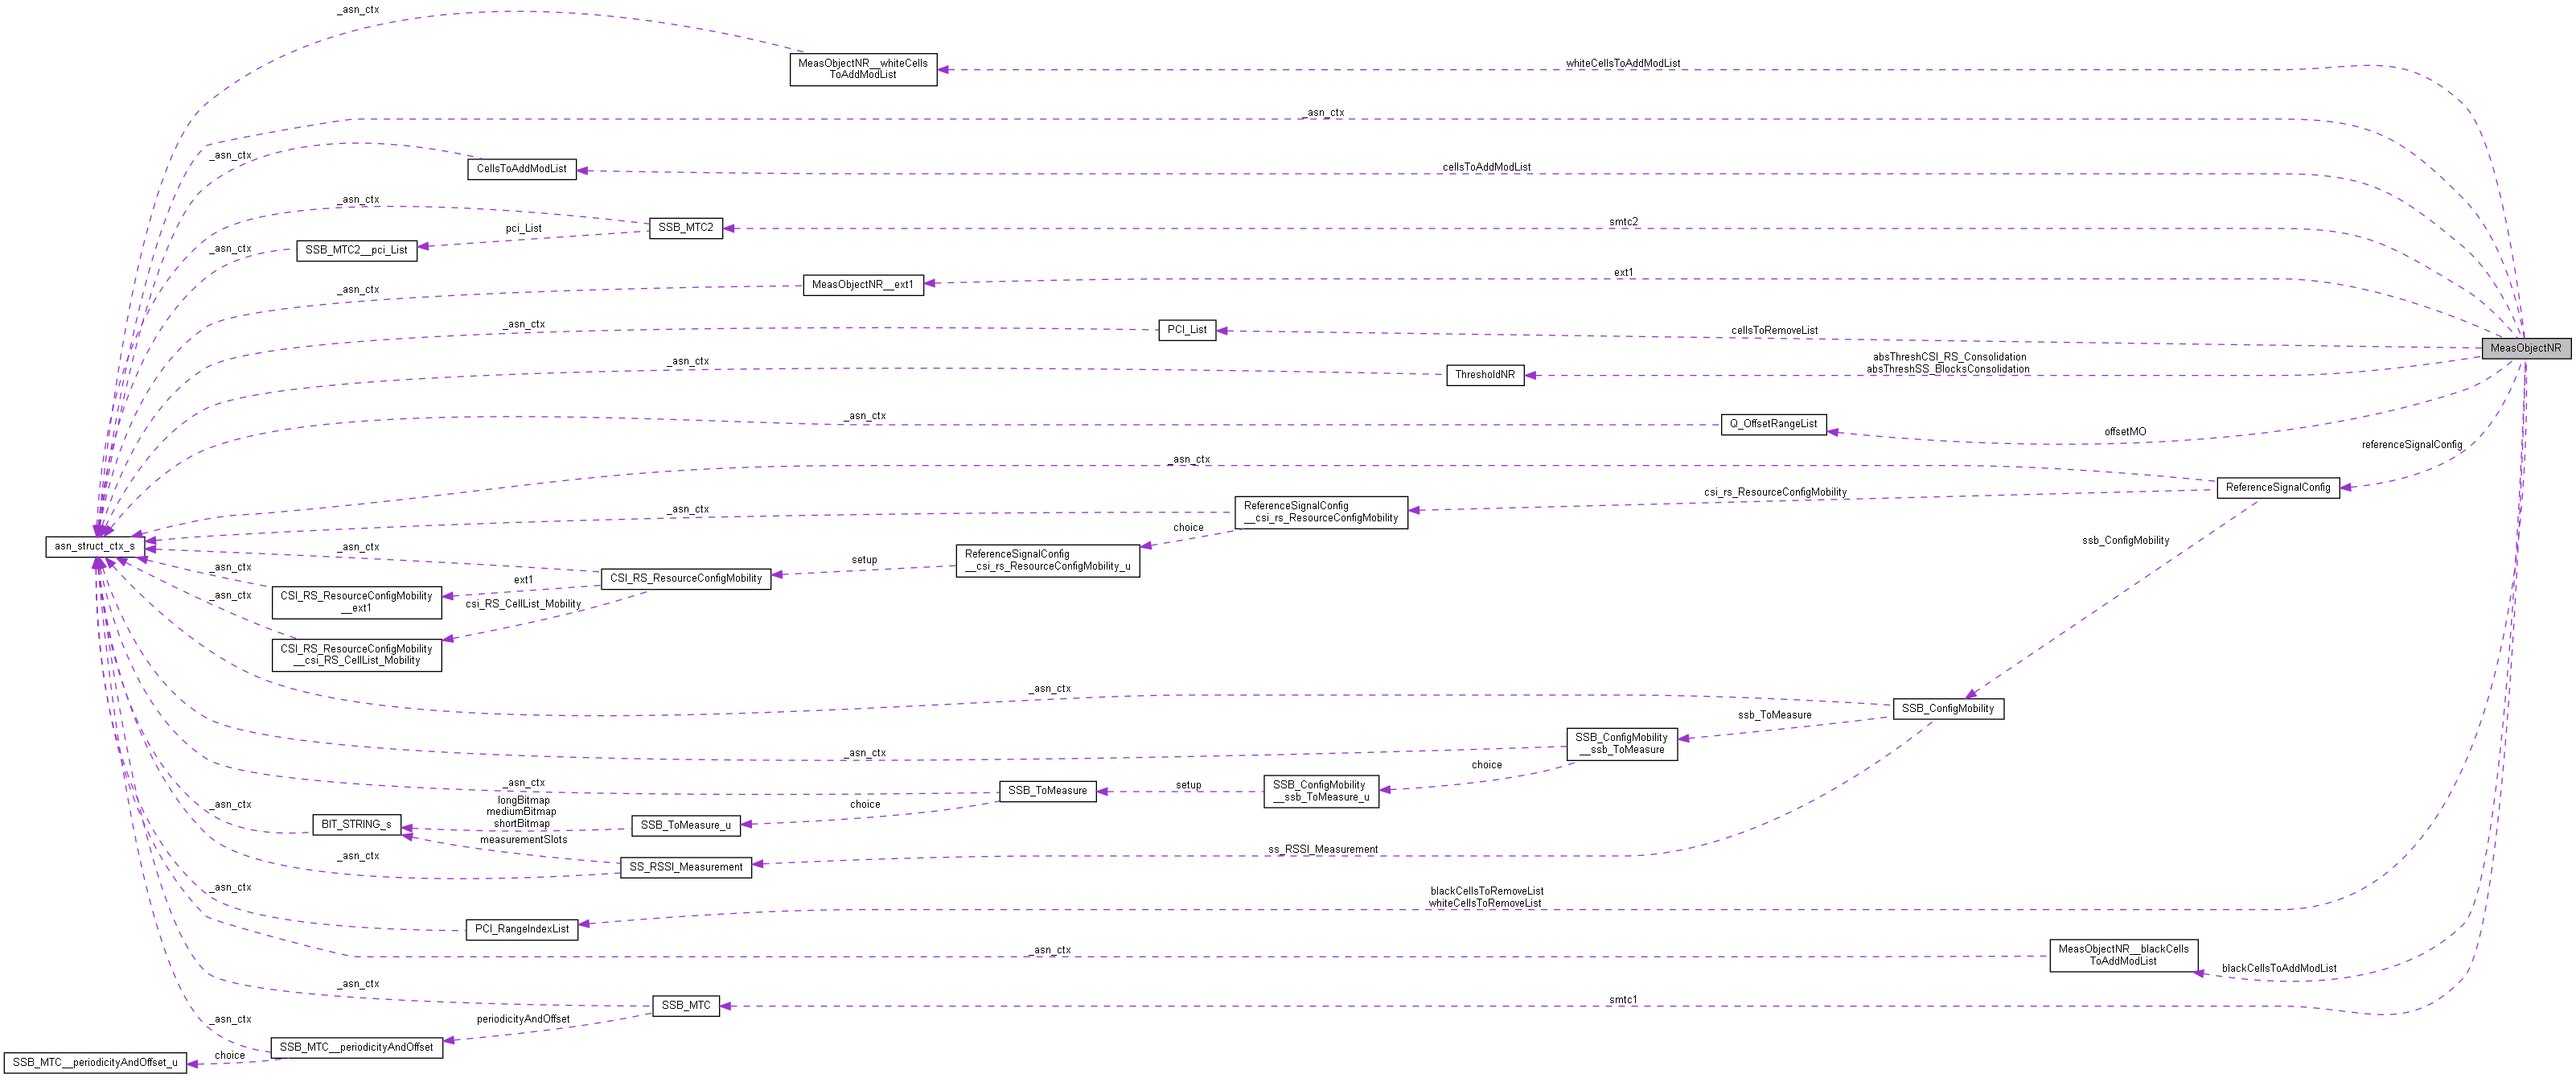 _asn_ctx
MeasObjectNR__whiteCells
ToAddModList
whiteCellsToAddModList
_asn_ctx
_asn_ctx
CellsToAddModList
cellsToAddModList
_asn_ctx
SSB_MTC2
smtc2
pci_List
_asn_ctx
SSB_MTC2__pci_List
ext1
_asn_ctx
MeasObjectNR__ext1
_asn_ctx
PCI_List
cellsToRemoveList
MeasObjectNR
absThreshCSI_RS_Consolidation
absThreshSS_BlocksConsolidation
_asn_ctx
ThresholdNR
_asn_ctx
Q_OffsetRangeList
offsetMO
referenceSignalConfig
_asn_ctx
ReferenceSignalConfig
csi_rs_ResourceConfigMobility
_asn_ctx
ReferenceSignalConfig
__csi_rs_ResourceConfigMobility
choice
asn_struct_ctx_s
_asn_ctx
ReferenceSignalConfig
__csi_rs_ResourceConfigMobility_u
setup
ssb_ConfigMobility
_asn_ctx
ext1
CSI_RS_ResourceConfigMobility
CSI_RS_ResourceConfigMobility
__ext1
_asn_ctx
csi_RS_CellList_Mobility
CSI_RS_ResourceConfigMobility
__csi_RS_CellList_Mobility
_asn_ctx
SSB_ConfigMobility
ssb_ToMeasure
SSB_ConfigMobility
__ssb_ToMeasure
_asn_ctx
choice
_asn_ctx
SSB_ToMeasure
setup
SSB_ConfigMobility
__ssb_ToMeasure_u
_asn_ctx
longBitmap
mediumBitmap
shortBitmap
choice
BIT_STRING_s
SSB_ToMeasure_u
measurementSlots
_asn_ctx
SS_RSSI_Measurement
ss_RSSI_Measurement
_asn_ctx
blackCellsToRemoveList
whiteCellsToRemoveList
PCI_RangeIndexList
_asn_ctx
MeasObjectNR__blackCells
ToAddModList
blackCellsToAddModList
_asn_ctx
SSB_MTC
smtc1
_asn_ctx
periodicityAndOffset
SSB_MTC__periodicityAndOffset
choice
SSB_MTC__periodicityAndOffset_u